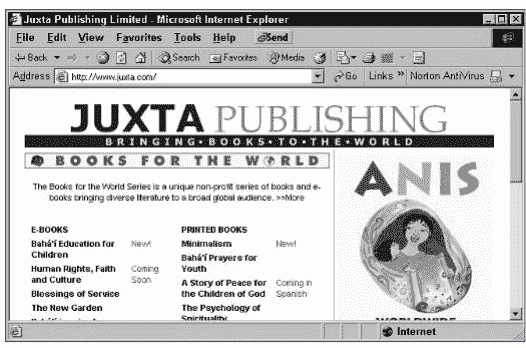 Juxta Publishing Limited - Microsoft Internet Explorer
File Edit View Favorites Tools Help Send
Back Search Favorites Media
Address http://www.juxta.com/ Go Links » Norton AntiVirus
JUXTA PUBLISHING
BRINGING•BOOKS•TO•THE•WORLD
BOOKS FOR THE WORLD
The Books for the World Series is a unique non-profit series of books and e-
books bringing diverse literature to a broad global audience. >>More
ANIS
E-BOOKS
Bahá'í Education for New!
Children
Human Rights, Faith Coming
and Culture Soon
Blessings of Service
The New Garden
PRINTED BOOKS
Minimalism New!
Bahá'í Prayers for
Youth
A Story of Peace for Coming in
the Children of God Spanish
The Psychology of
Spirituality
WORLDWIDE
Internet